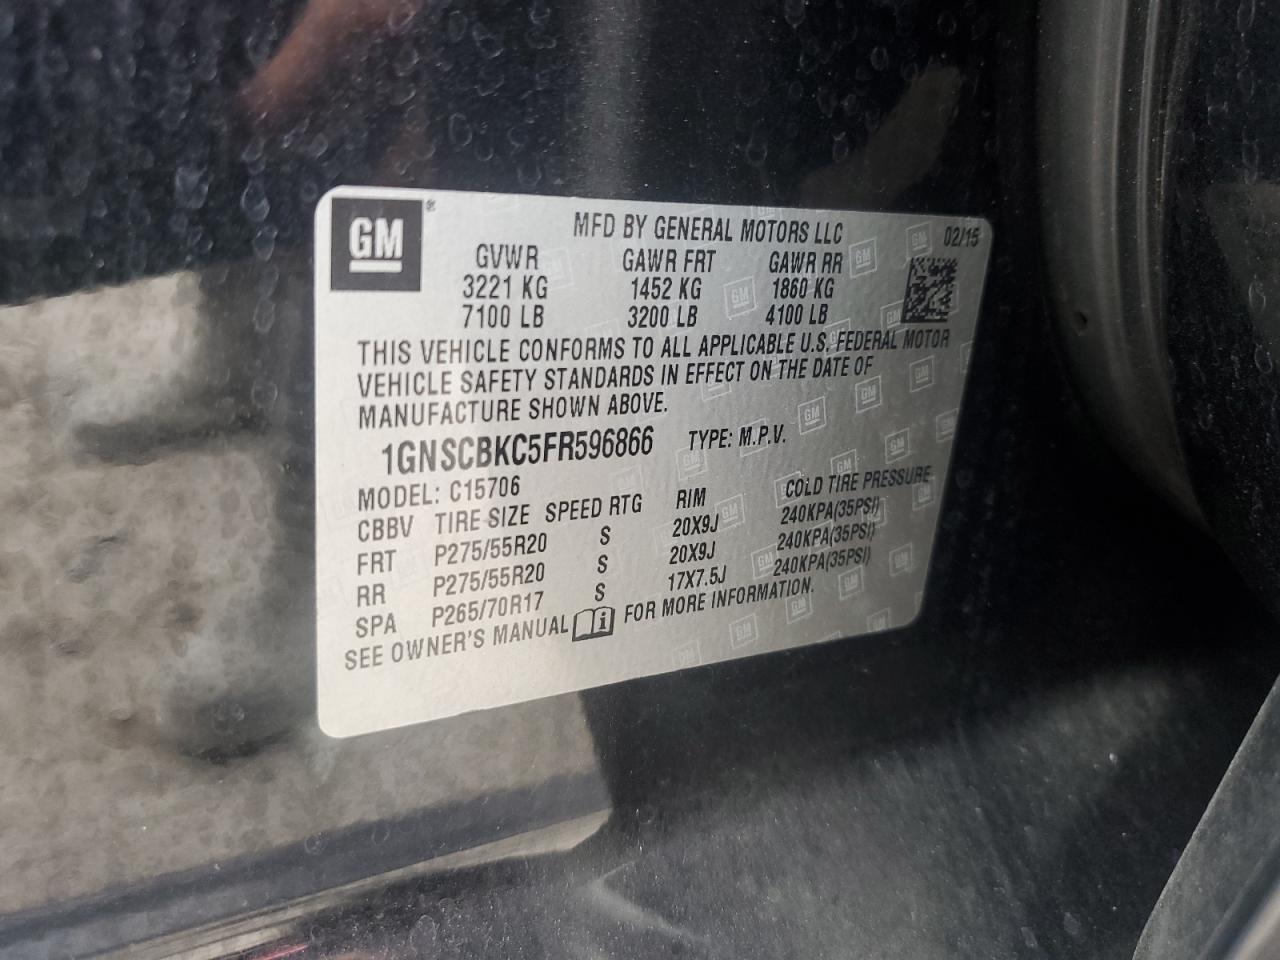 GM®
MFD BY GENERAL MOTORS LLC 02/15
GVWR GAWR FRT GAWR RR
3221 KG 1452 KG 1860 KG
7100 LB 3200 LB 4100 LB
THIS VEHICLE CONFORMS TO ALL APPLICABLE U.S. FEDERAL MOTOR
VEHICLE SAFETY STANDARDS IN EFFECT ON THE DATE OF
MANUFACTURE SHOWN ABOVE.
1GNSCBKC5FR596866 TYPE: M.P.V.
MODEL: C15706
CBBV TIRE SIZE SPEED RTG RIM COLD TIRE PRESSURE
FRT P275/55R20 S 20X9J 240KPA(35PSI)
RR P275/55R20 S 20X9J 240KPA(35PSI)
SPA P265/70R17 S 17X7.5J 240KPA(35PSI)
SEE OWNER'S MANUAL FOR MORE INFORMATION.